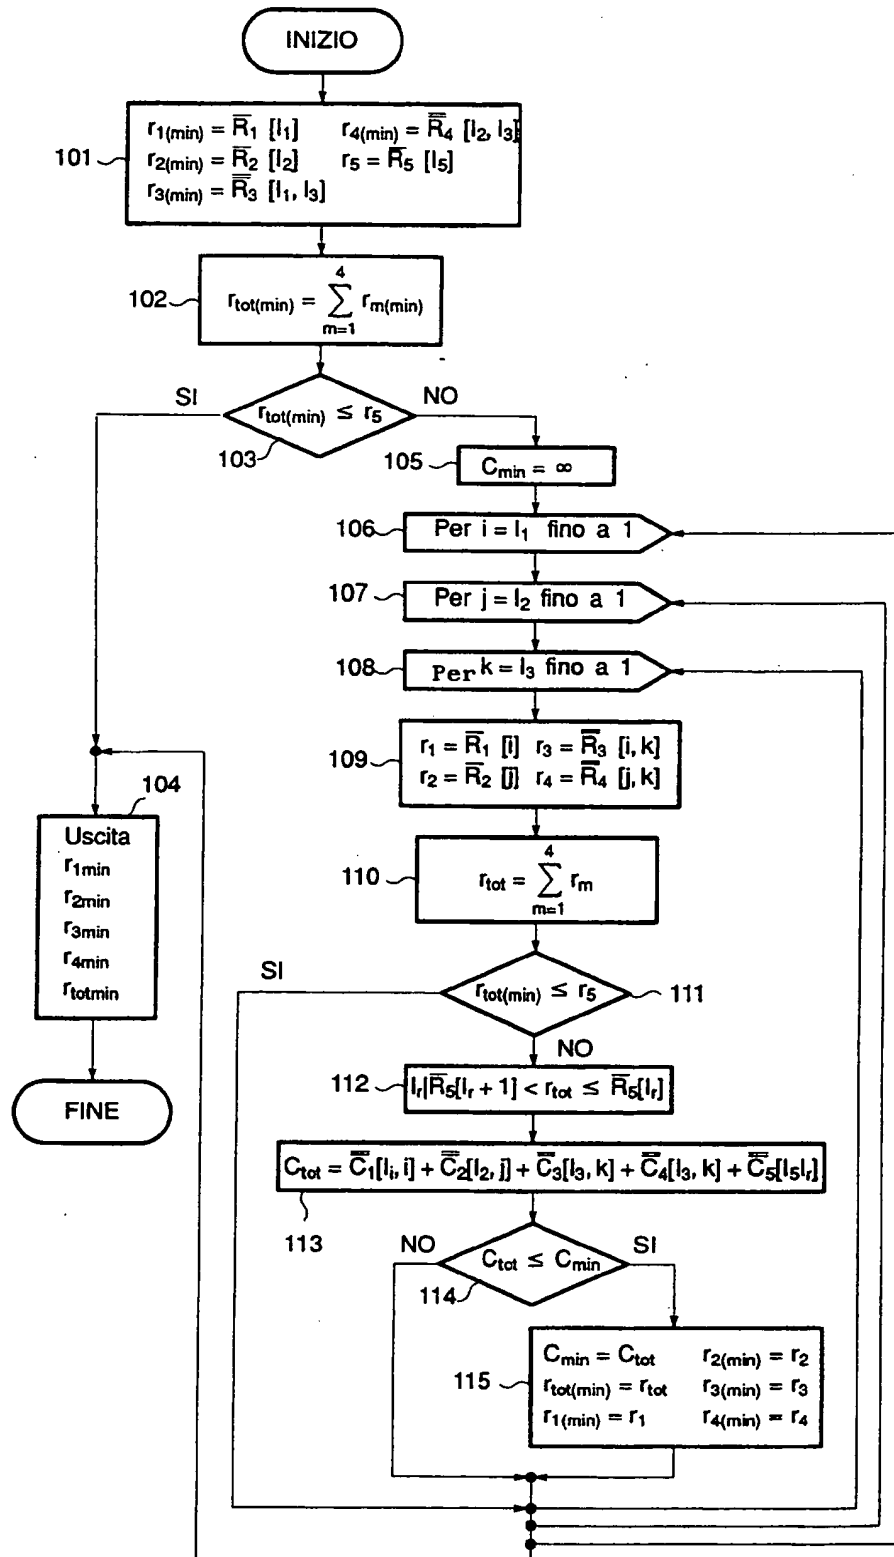 INIZIO
101
r1(min) = R̅1 [l1] r4(min) = R̿4 [l2, l3]
r2(min) = R̅2 [l2] r5 = R̅5 [l5]
r3(min) = R̿3 [l1, l3]
102
rtot(min) = ∑ m=1 4 rm(min)
SI
rtot(min) ≤ r5
NO
103
105
Cmin = ∞
106
Per i = l1 fino a 1
107
Per j = l2 fino a 1
108
Per k = l3 fino a 1
109
r1 = R̅1 [i] r3 = R̿3 [i, k]
r2 = R̅2 [j] r4 = R̿4 [j, k]
104
Uscita
r1min
r2min
r3min
r4min
rtotmin
FINE
110
rtot = ∑ m=1 4 rm
SI
rtot(min) ≤ r5
111
NO
112
lr|R̅5[lr + 1] < rtot ≤ R̅5[lr]
Ctot = C̿1[li, i] + C̿2[l2, j] + C̿3[l3, k] + C̿4[l3, k] + C̿5[l5lr]
113
NO
Ctot ≤ Cmin
SI
114
115
Cmin = Ctot r2(min) = r2
rtot(min) = rtot r3(min) = r3
r1(min) = r1 r4(min) = r4